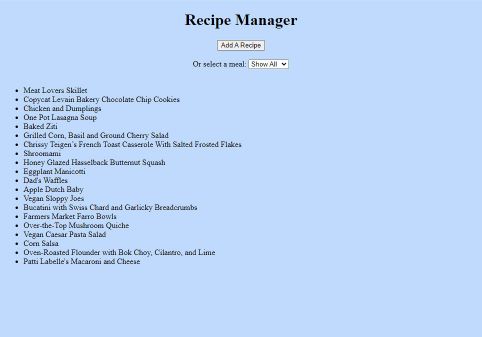 Recipe Manager
Add A Recipe
Or select a meal: Show All
Meat Lovers Skillet
Copycat Levain Bakery Chocolate Chip Cookies
Chicken and Dumplings
One Pot Lasagna Soup
Baked Ziti
Grilled Corn, Basil and Ground Cherry Salad
Chrissy Teigen's French Toast Casserole With Salted Frosted Flakes
Shroomami
Honey Glazed Hasselback Butternut Squash
Eggplant Manicotti
Dad's Waffles
Apple Dutch Baby
Vegan Sloppy Joes
Bucatini with Swiss Chard and Garlicky Breadcrumbs
Farmers Market Farro Bowls
Over-the-Top Mushroom Quiche
Vegan Caesar Pasta Salad
Corn Salsa
Oven-Roasted Flounder with Bok Choy, Cilantro, and Lime
Patti Labelle's Macaroni and Cheese